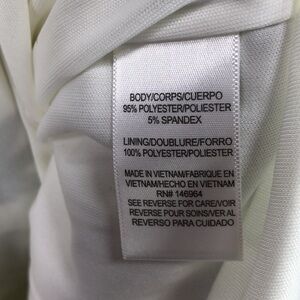 BODY/CORPS/CUERPO
95% POLYESTER/POLIESTER
5% SPANDEX
LINING/DOUBLURE/FORRO
100% POLYESTER/POLIESTER
MADE IN VIETNAM/FABRIQUE EN
VIETNAM/HECHO EN VIETNAM
RN# 146964
SEE REVERSE FOR CARE/VOIR
REVERSE POUR SOINS/VER AL
REVERSO PARA CUIDADO